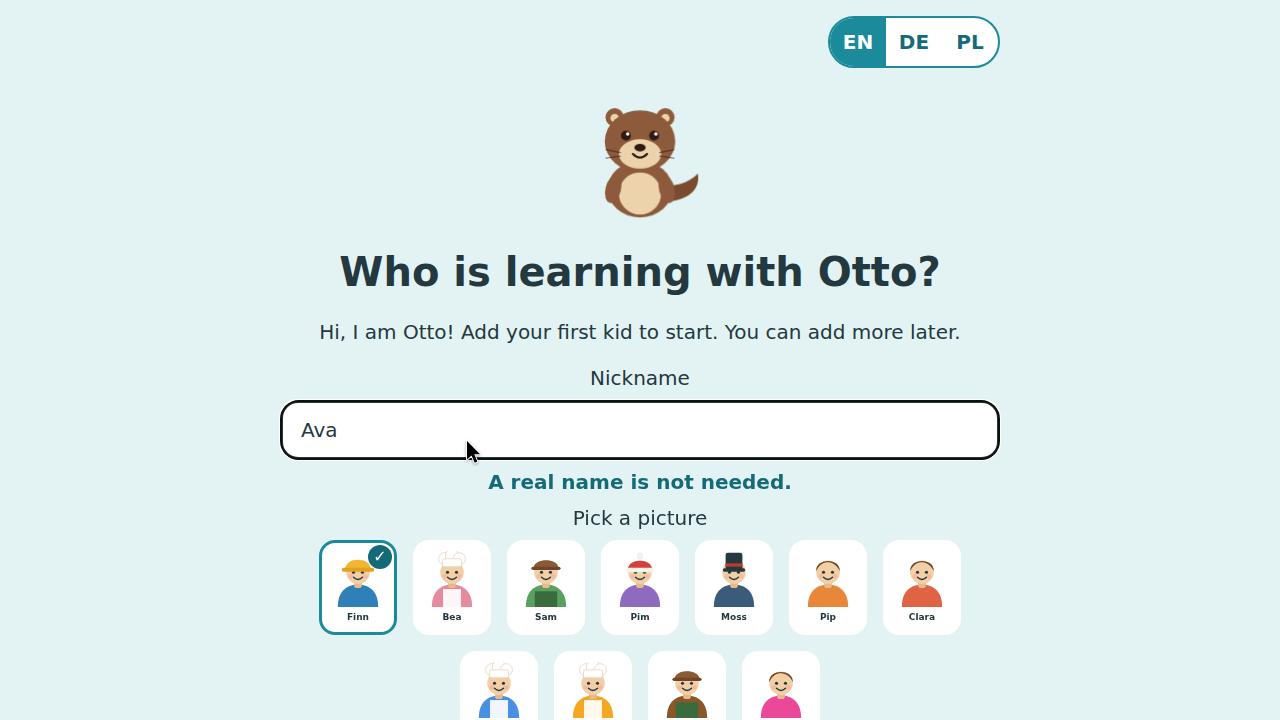 EN DE PL
Who is learning with Otto?
Hi, I am Otto! Add your first kid to start. You can add more later.
Nickname
Ava
A real name is not needed.
Pick a picture
Finn Bea Sam Pim Moss Pip Clara